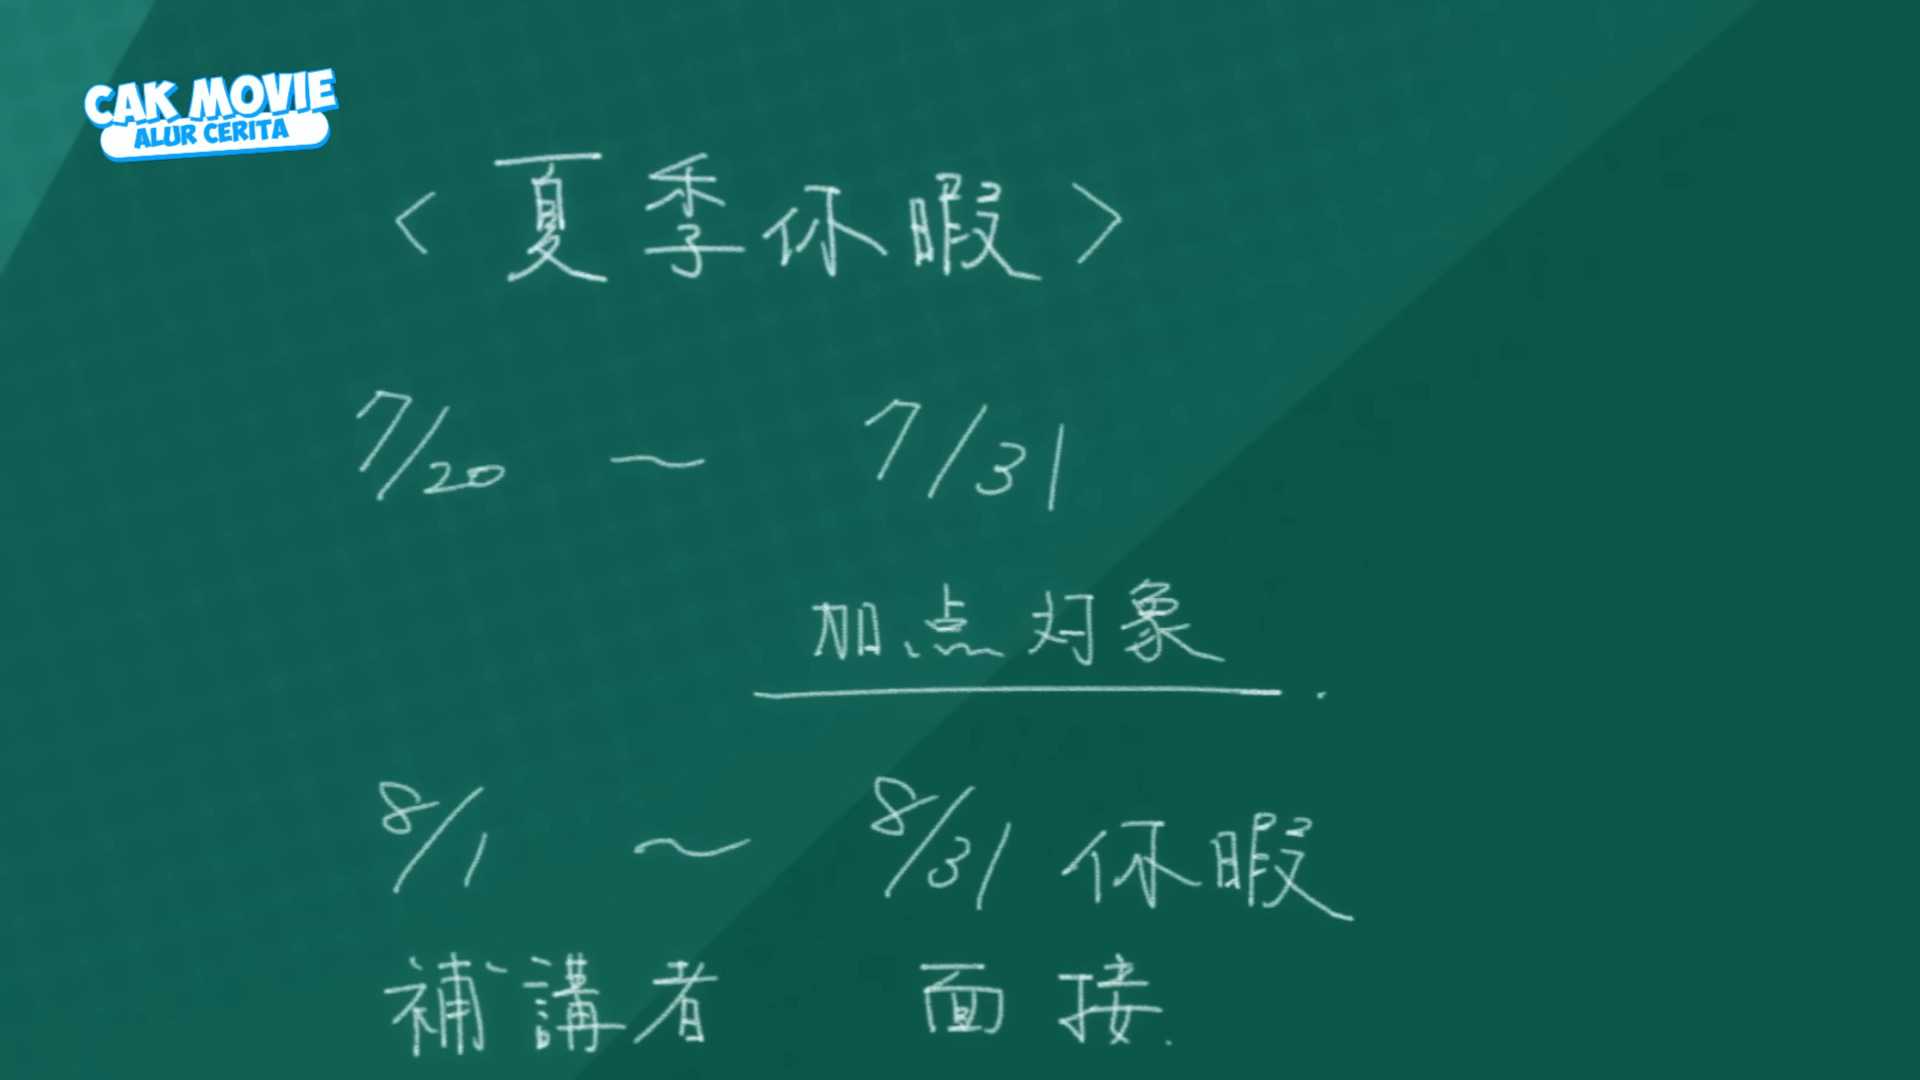 CAK MOVIE
ALUR CERITA
〈夏季休暇〉
7/20 ～ 7/31
加点対象
8/1 ～ 8/31 休暇
補講者 面接